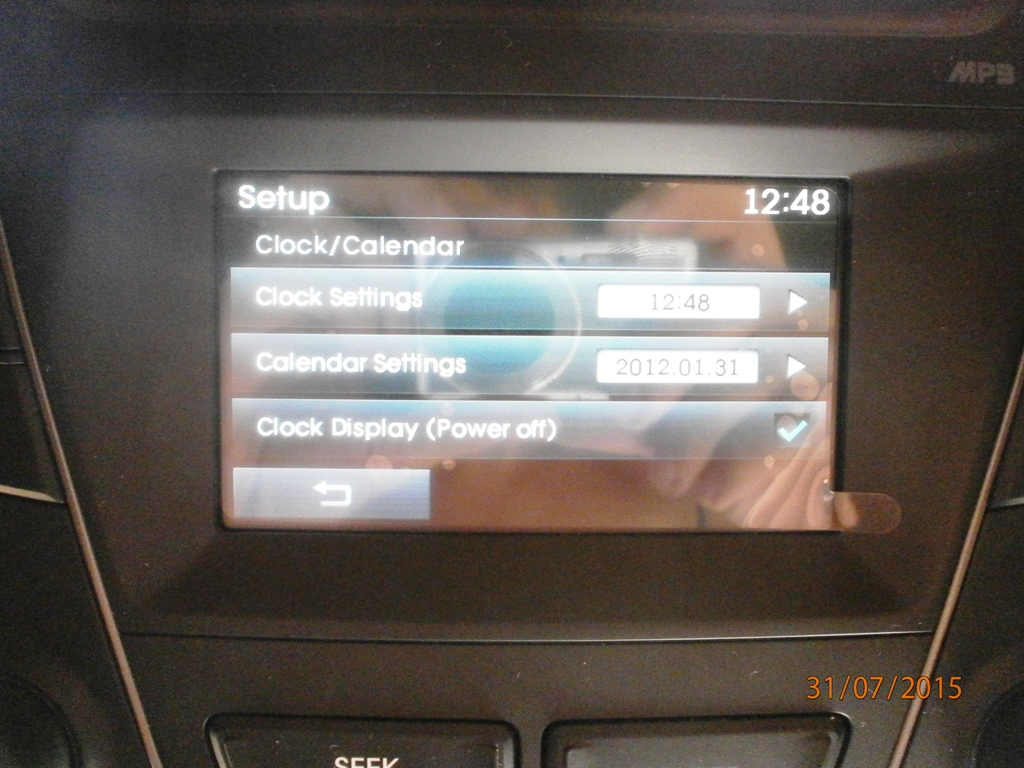 MP3
Setup 12:48
Clock/Calendar
Clock Settings 12:48
Calendar Settings 2012.01.31
Clock Display (Power off)
31/07/2015
SEEK